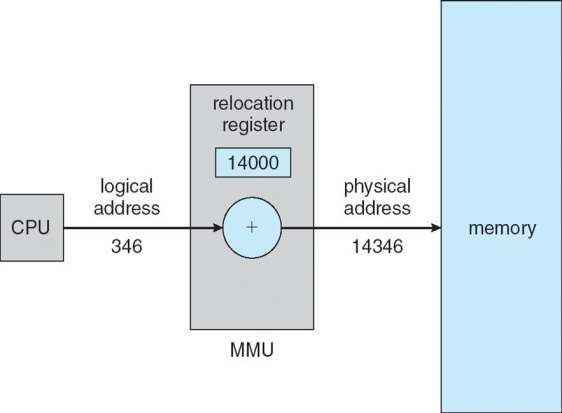 relocation
register
14000
logical
address
346
CPU
+
physical
address
14346
memory
MMU